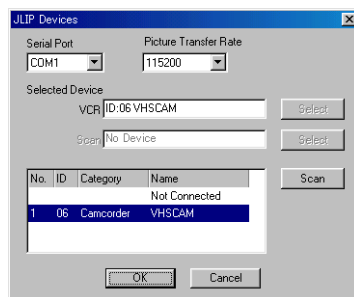 JLIP Devices
Serial Port Picture Transfer Rate
COM1 115200
Selected Device
VCR ID:06 VHSCAM Select
Scan No Device Select
No. ID Category Name Scan
Not Connected
1 06 Camcorder VHSCAM
OK Cancel